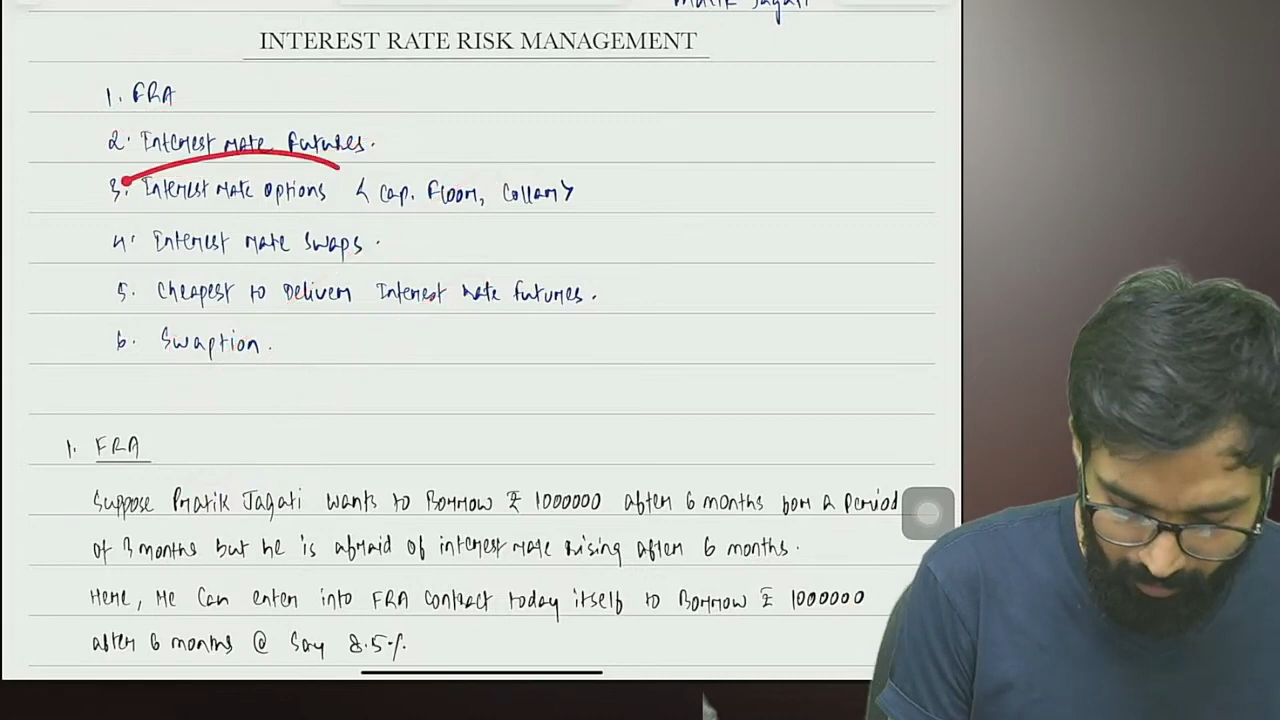 INTEREST RATE RISK MANAGEMENT
1. FRA
2. Interest rate futures.
3. Interest rate options < Cap. Floor, Collar>
4. Interest rate swaps.
5. Cheapest to Deliver Interest rate futures.
6. Swaption.
1. FRA
Suppose Pratik Jagati wants to Borrow ₹ 1000000 after 6 months for a period
of 3 months but he is afraid of interest rate rising after 6 months.
Here, He can enter into FRA contract today itself to Borrow ₹ 1000000
after 6 months @ Say 8.5%.